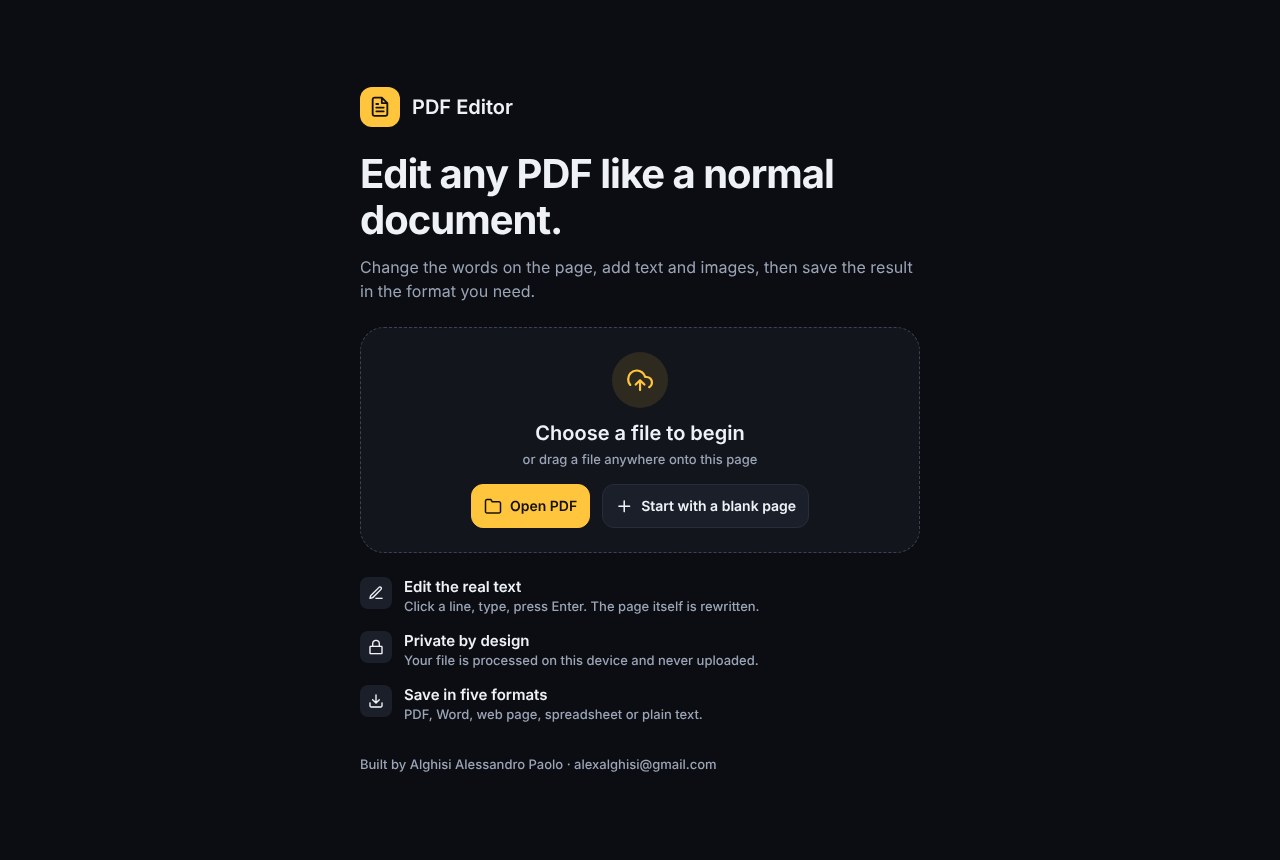 PDF Editor
Edit any PDF like a normal
document.
Change the words on the page, add text and images, then save the result
in the format you need.
Choose a file to begin
or drag a file anywhere onto this page
Open PDF
Start with a blank page
Edit the real text
Click a line, type, press Enter. The page itself is rewritten.
Private by design
Your file is processed on this device and never uploaded.
Save in five formats
PDF, Word, web page, spreadsheet or plain text.
Built by Alghisi Alessandro Paolo · alexalghisi@gmail.com